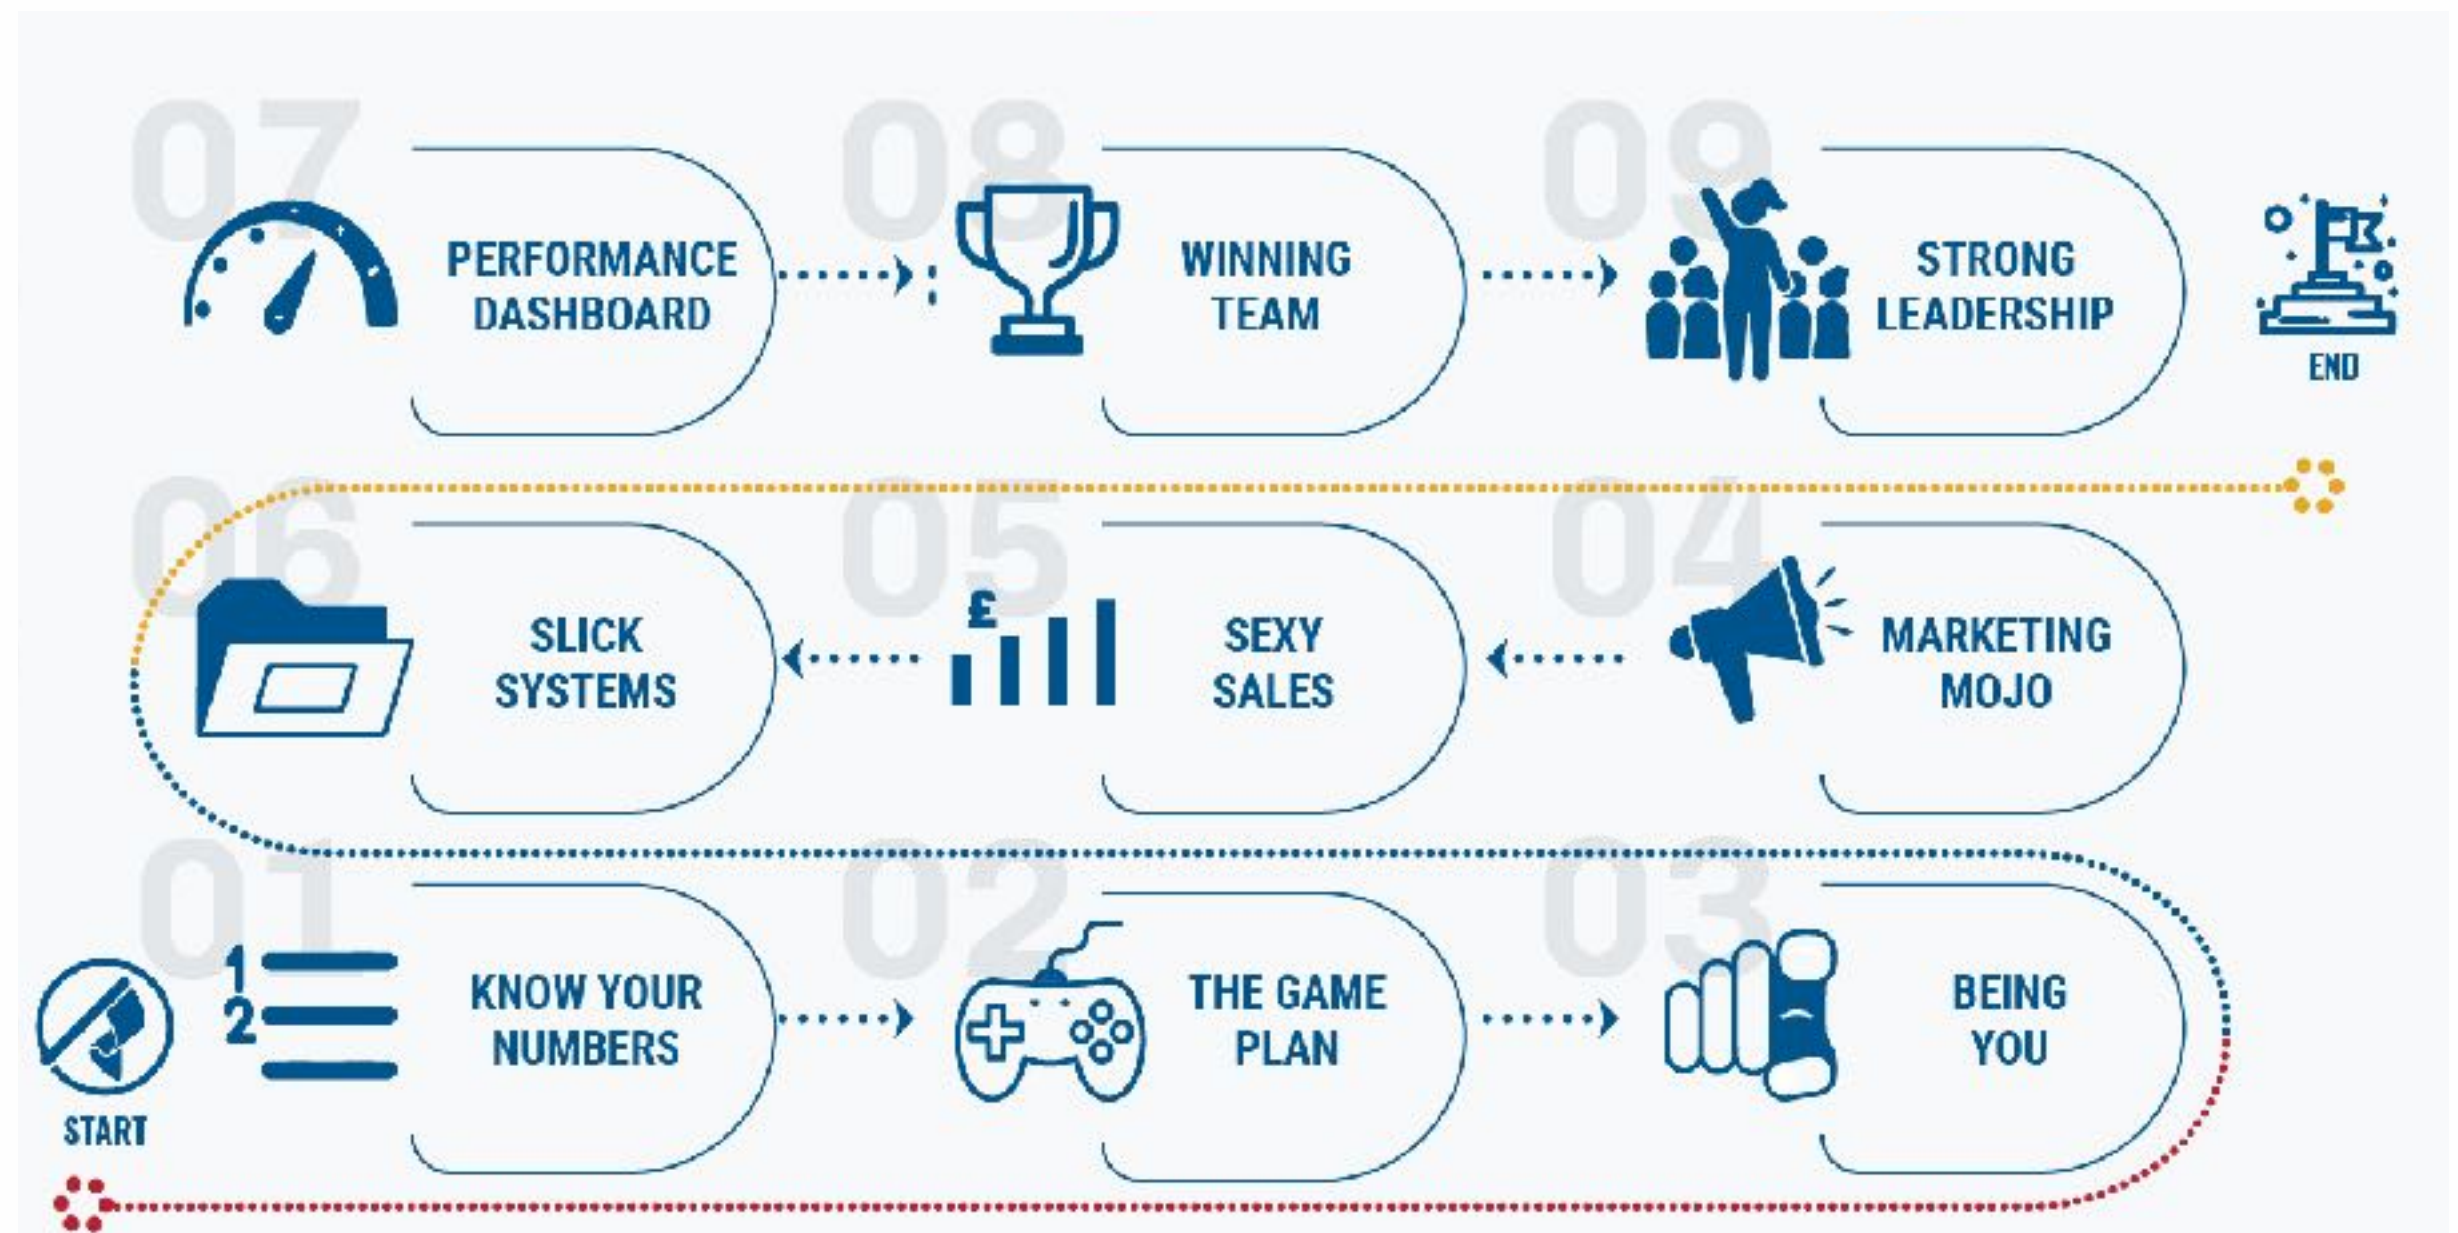 07
PERFORMANCE
DASHBOARD
08
WINNING
TEAM
09
STRONG
LEADERSHIP
END
06
SLICK
SYSTEMS
05
£
SEXY
SALES
04
MARKETING
MOJO
01
1
2
KNOW YOUR
NUMBERS
START
02
THE GAME
PLAN
03
BEING
YOU